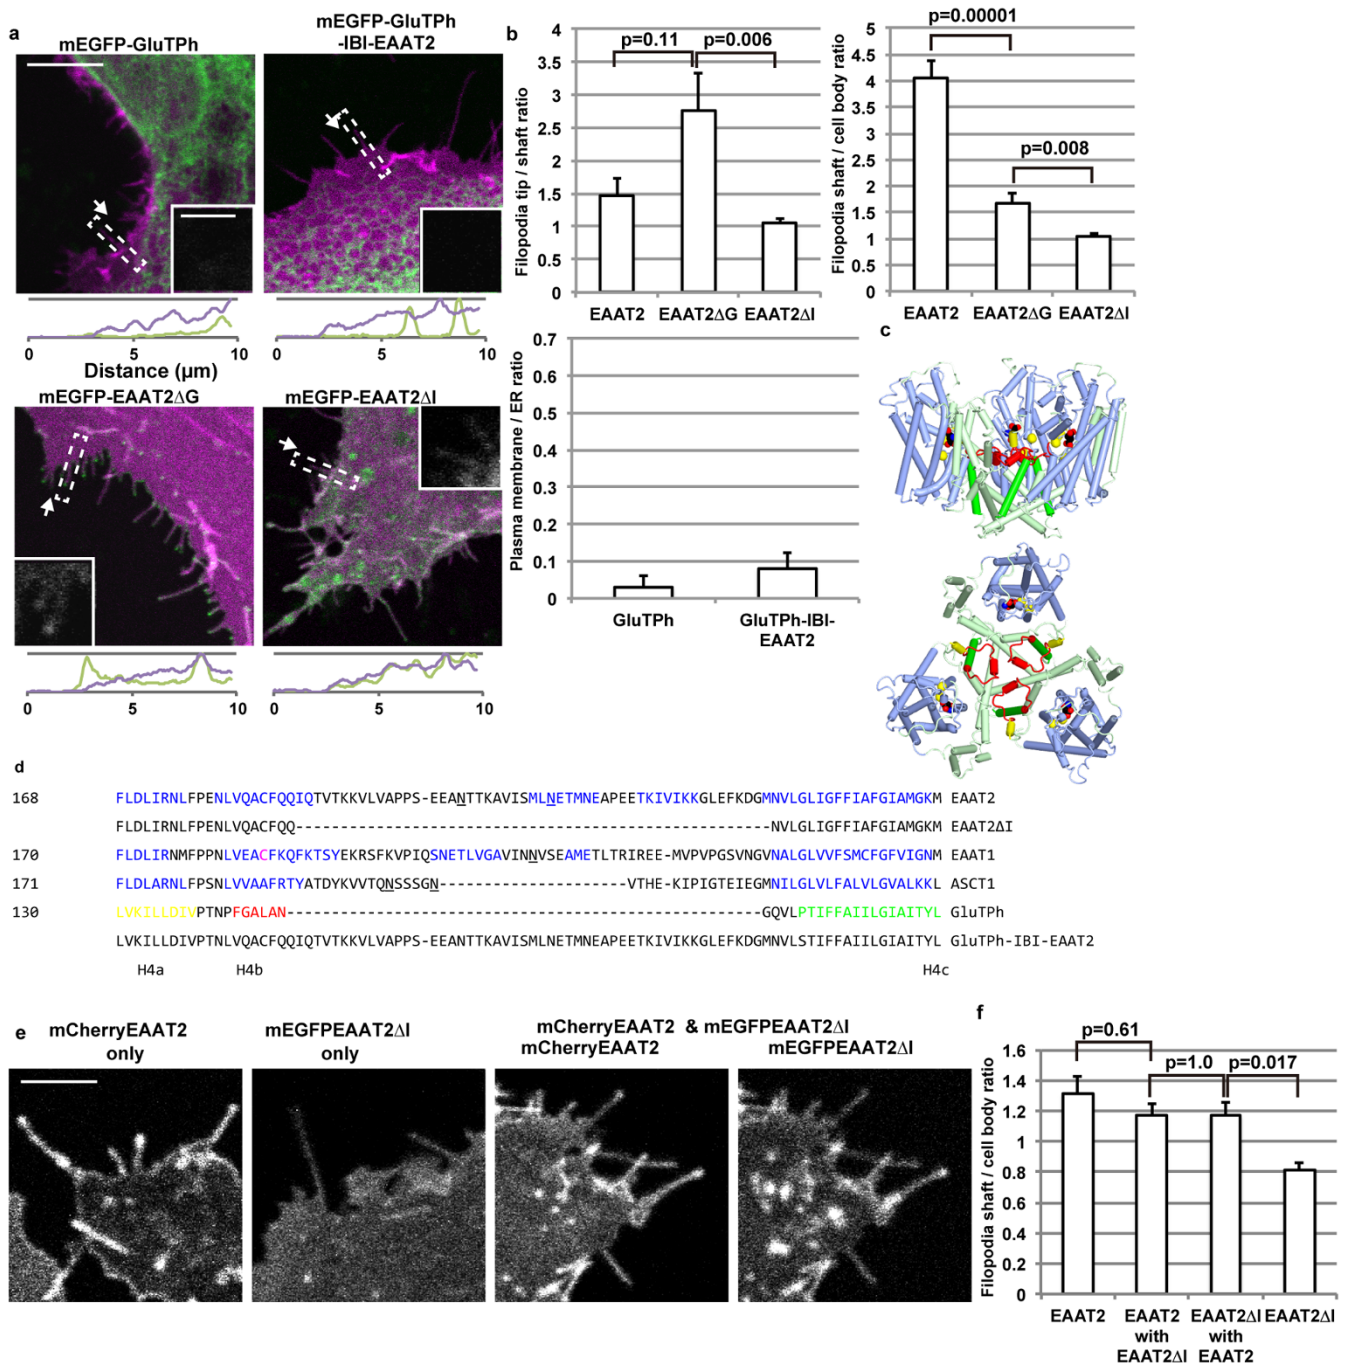 a
mEGFP-GluTPh
mEGFP-GluTPh
-IBI-EAAT2
0 5 10
0 5 10
Distance (µm)
mEGFP-EAAT2ΔG
mEGFP-EAAT2ΔI
0 5 10
0 5 10
b
Filopodia tip / shaft ratio
4
3.5
3
2.5
2
1.5
1
0.5
0
p=0.11
p=0.006
EAAT2 EAAT2ΔG EAAT2ΔI
Filopodia shaft / cell body ratio
5
4.5
4
3.5
3
2.5
2
1.5
1
0.5
0
p=0.00001
p=0.008
EAAT2 EAAT2ΔG EAAT2ΔI
Plasma membrane / ER ratio
0.7
0.6
0.5
0.4
0.3
0.2
0.1
0
GluTPh GluTPh-IBI-
EAAT2
c
d
168 FLDLIRNLFPENLVQACFQQIQTVTKKVLVAPPS-EEANTTKAVISMLNETMNEAPEETKIVIKKGLEFKDGMNVLGLIGFFIAFGIAMGKM EAAT2
FLDLIRNLFPENLVQACFQQ------------------------------------------------------NVLGLIGFFIAFGIAMGKM EAAT2ΔI
170 FLDLIRNMFPPNLVEACFKQFKTSYEKRSFKVPIQSNETLVGAVINNVSEAMETLTRIREE-MVPVPGSVNGVNALGLVVFSMCFGFVIGNM EAAT1
171 FLDLARNLFPSNLVVAAFRTYATDYKVVTQNSSSGN---------------------VTHE-KIPIGTEIEGMNILGLVLFALVLGVALKKL ASCT1
130 LVKILLDIVPTNPFGALAN------------------------------------------------------GQVLPTIFFAIILGIAITYL GluTPh
LVKILLDIVPTNLVQACFQQIQTVTKKVLVAPPS-EEANTTKAVISMLNETMNEAPEETKIVIKKGLEFKDGMNVLSTIFFAIILGIAITYL GluTPh-IBI-EAAT2
H4a H4b H4c
e
mCherryEAAT2
only
mEGFPEAAT2ΔI
only
mCherryEAAT2 & mEGFPEAAT2ΔI
mCherryEAAT2 mEGFPEAAT2ΔI
f
Filopodia shaft / cell body ratio
1.6
1.4
1.2
1
0.8
0.6
0.4
0.2
0
p=0.61
p=1.0
p=0.017
EAAT2 EAAT2 EAAT2ΔI EAAT2ΔI
with with
EAAT2ΔI EAAT2